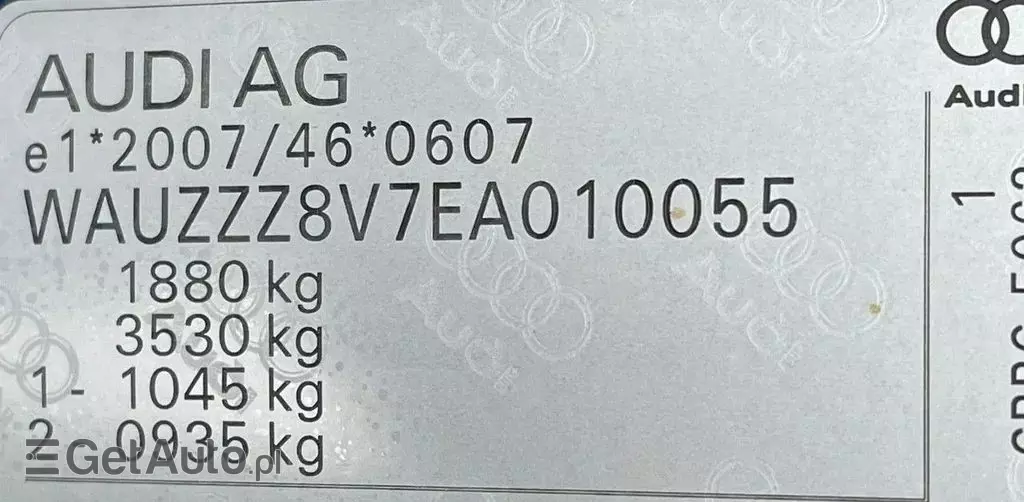 AUDI AG
e1*2007/46*0607
WAUZZZ8V7EA010055
1880 kg
3530 kg
1- 1045 kg
2 0935 kg
GetAuto.pl
Audi
1